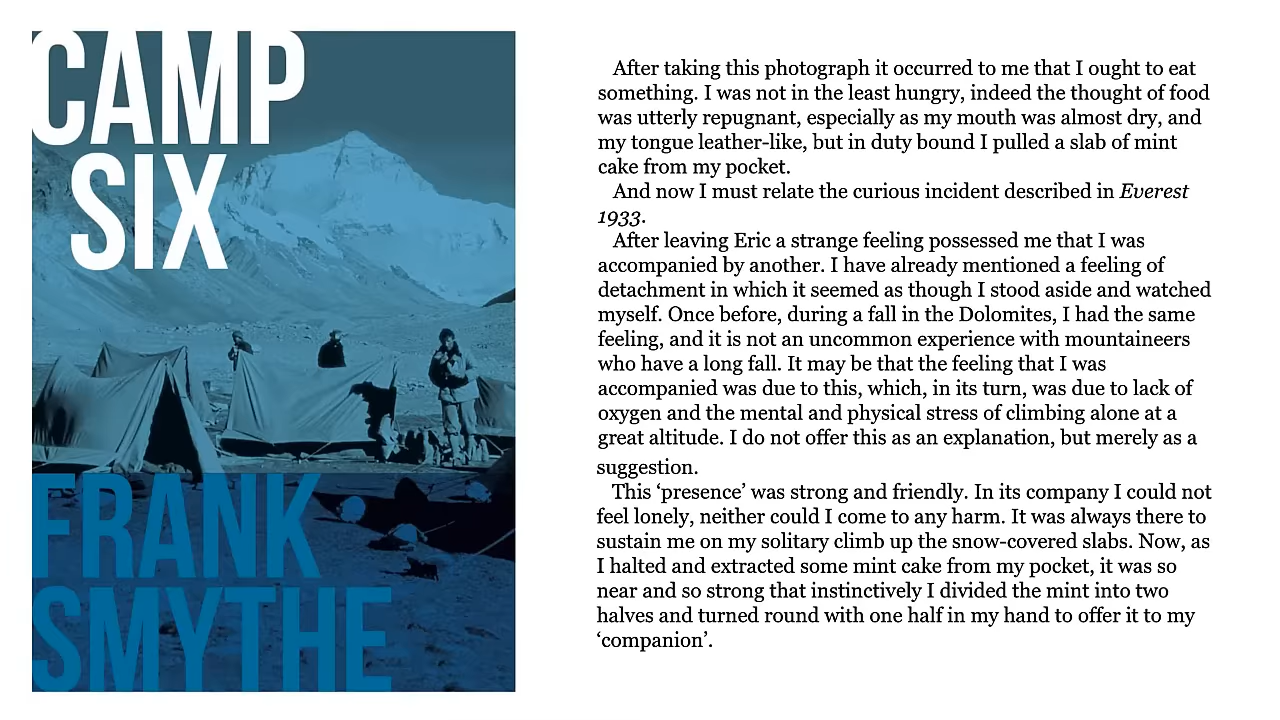 CAMP
SIX
FRANK
SMYTHE
After taking this photograph it occurred to me that I ought to eat
something. I was not in the least hungry, indeed the thought of food
was utterly repugnant, especially as my mouth was almost dry, and
my tongue leather-like, but in duty bound I pulled a slab of mint
cake from my pocket.
And now I must relate the curious incident described in Everest
1933.
After leaving Eric a strange feeling possessed me that I was
accompanied by another. I have already mentioned a feeling of
detachment in which it seemed as though I stood aside and watched
myself. Once before, during a fall in the Dolomites, I had the same
feeling, and it is not an uncommon experience with mountaineers
who have a long fall. It may be that the feeling that I was
accompanied was due to this, which, in its turn, was due to lack of
oxygen and the mental and physical stress of climbing alone at a
great altitude. I do not offer this as an explanation, but merely as a
suggestion.
This ‘presence’ was strong and friendly. In its company I could not
feel lonely, neither could I come to any harm. It was always there to
sustain me on my solitary climb up the snow-covered slabs. Now, as
I halted and extracted some mint cake from my pocket, it was so
near and so strong that instinctively I divided the mint into two
halves and turned round with one half in my hand to offer it to my
‘companion’.